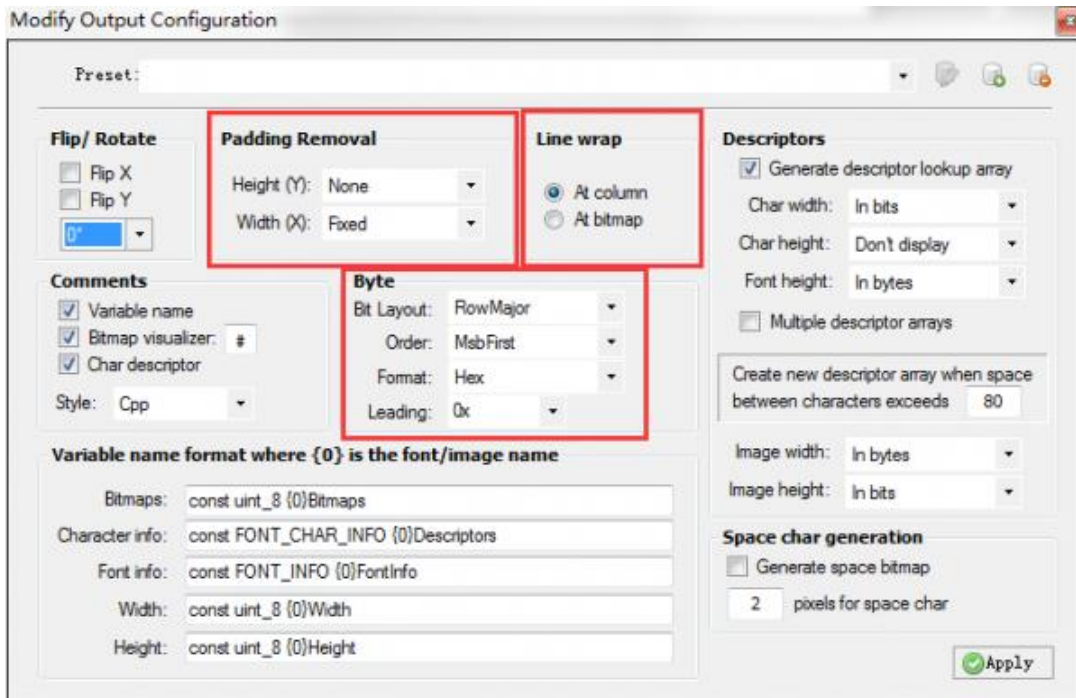 Modify Output Configuration
Preset:
Flip/ Rotate
Flip X
Flip Y
0°
Padding Removal
Height (Y): None
Width (X): Fixed
Line wrap
At column
At bitmap
Descriptors
Generate descriptor lookup array
Char width: In bits
Char height: Don't display
Font height: In bytes
Multiple descriptor arrays
Create new descriptor array when space
between characters exceeds 80
Image width: In bytes
Image height: In bits
Comments
Variable name
Bitmap visualizer: #
Char descriptor
Style: Cpp
Byte
Bit Layout: RowMajor
Order: MsbFirst
Format: Hex
Leading: 0x
Variable name format where {0} is the font/image name
Bitmaps: const uint_8 {0}Bitmaps
Character info: const FONT_CHAR_INFO {0}Descriptors
Font info: const FONT_INFO {0}FontInfo
Width: const uint_8 {0}Width
Height: const uint_8 {0}Height
Space char generation
Generate space bitmap
2 pixels for space char
Apply